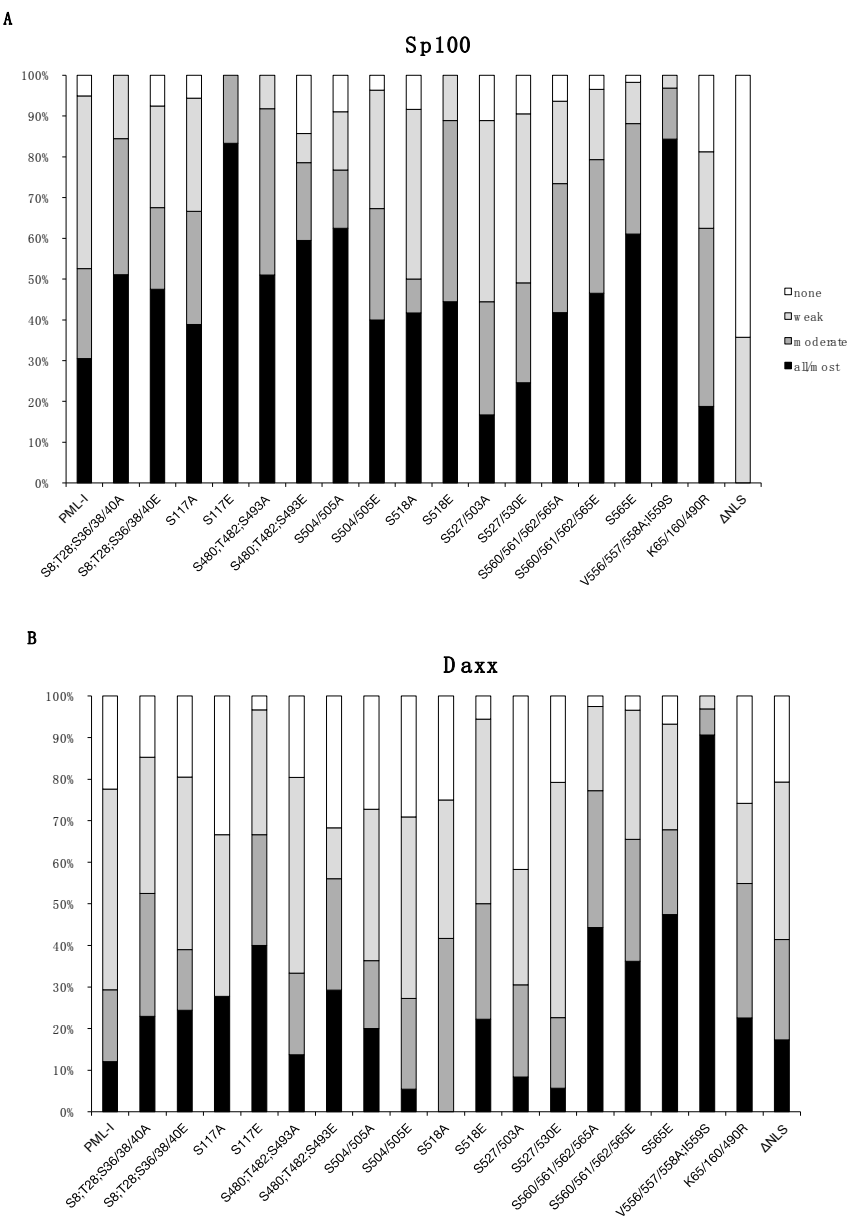 A
Sp100
100%
90%
80%
70%
60%
50%
40%
30%
20%
10%
0%
none
weak
moderate
all/most
PML-I
S8;T28;S36/38/40A
S8;T28;S36/38/40E
S117A
S117E
S480;T482;S493A
S480;T482;S493E
S504/505A
S504/505E
S518A
S518E
S527/503A
S527/530E
S560/561/562/565A
S560/561/562/565E
S565E
V556/557/558A;I559S
K65/160/490R
ΔNLS
B
Daxx
100%
90%
80%
70%
60%
50%
40%
30%
20%
10%
0%
PML-I
S8;T28;S36/38/40A
S8;T28;S36/38/40E
S117A
S117E
S480;T482;S493A
S480;T482;S493E
S504/505A
S504/505E
S518A
S518E
S527/503A
S527/530E
S560/561/562/565A
S560/561/562/565E
S565E
V556/557/558A;I559S
K65/160/490R
ΔNLS